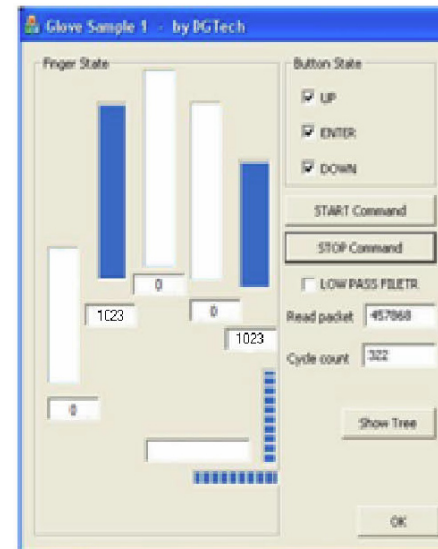 Glove Sample 1 - by DGTech
Finger State
0
1023
0
1023
0
Button State
UP
ENTER
DOWN
START Command
STOP Command
LOW PASS FILETR
Read packet 457868
Cycle count 322
Show Tree
OK